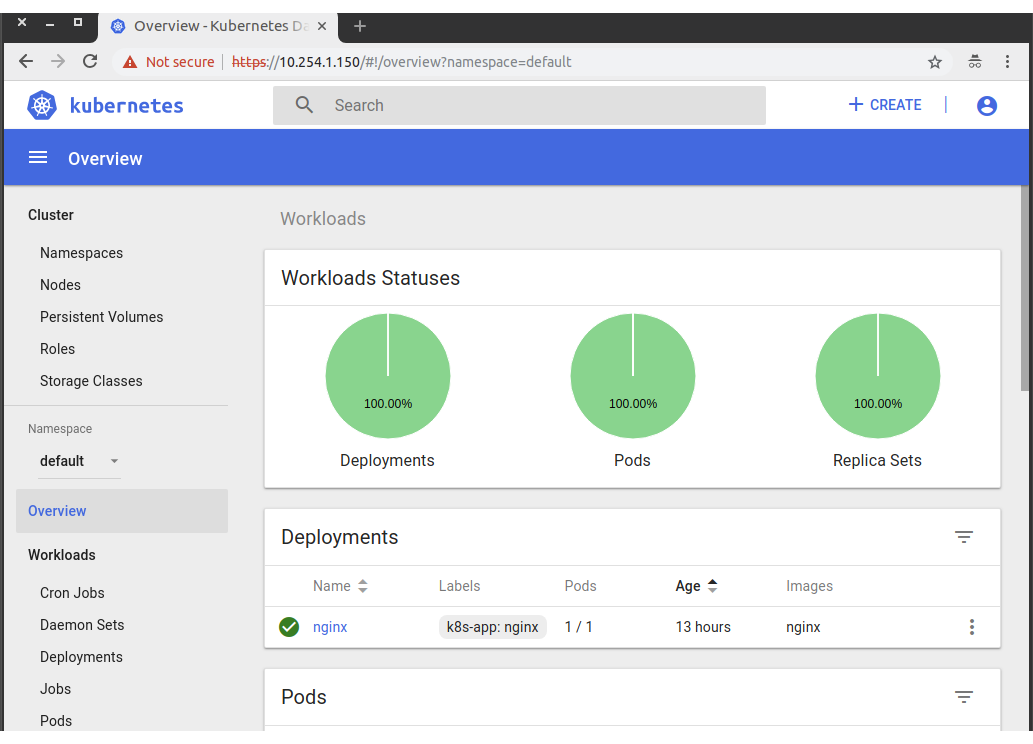 Overview - Kubernetes Da
Not secure https://10.254.1.150/#!/overview?namespace=default
kubernetes
Search
CREATE
Overview
Cluster
Namespaces
Nodes
Persistent Volumes
Roles
Storage Classes
Namespace
default
Overview
Workloads
Cron Jobs
Daemon Sets
Deployments
Jobs
Pods
Workloads
Workloads Statuses
100.00% 100.00% 100.00%
Deployments Pods Replica Sets
Deployments
Name Labels Pods Age Images
nginx k8s-app: nginx 1 / 1 13 hours nginx
Pods